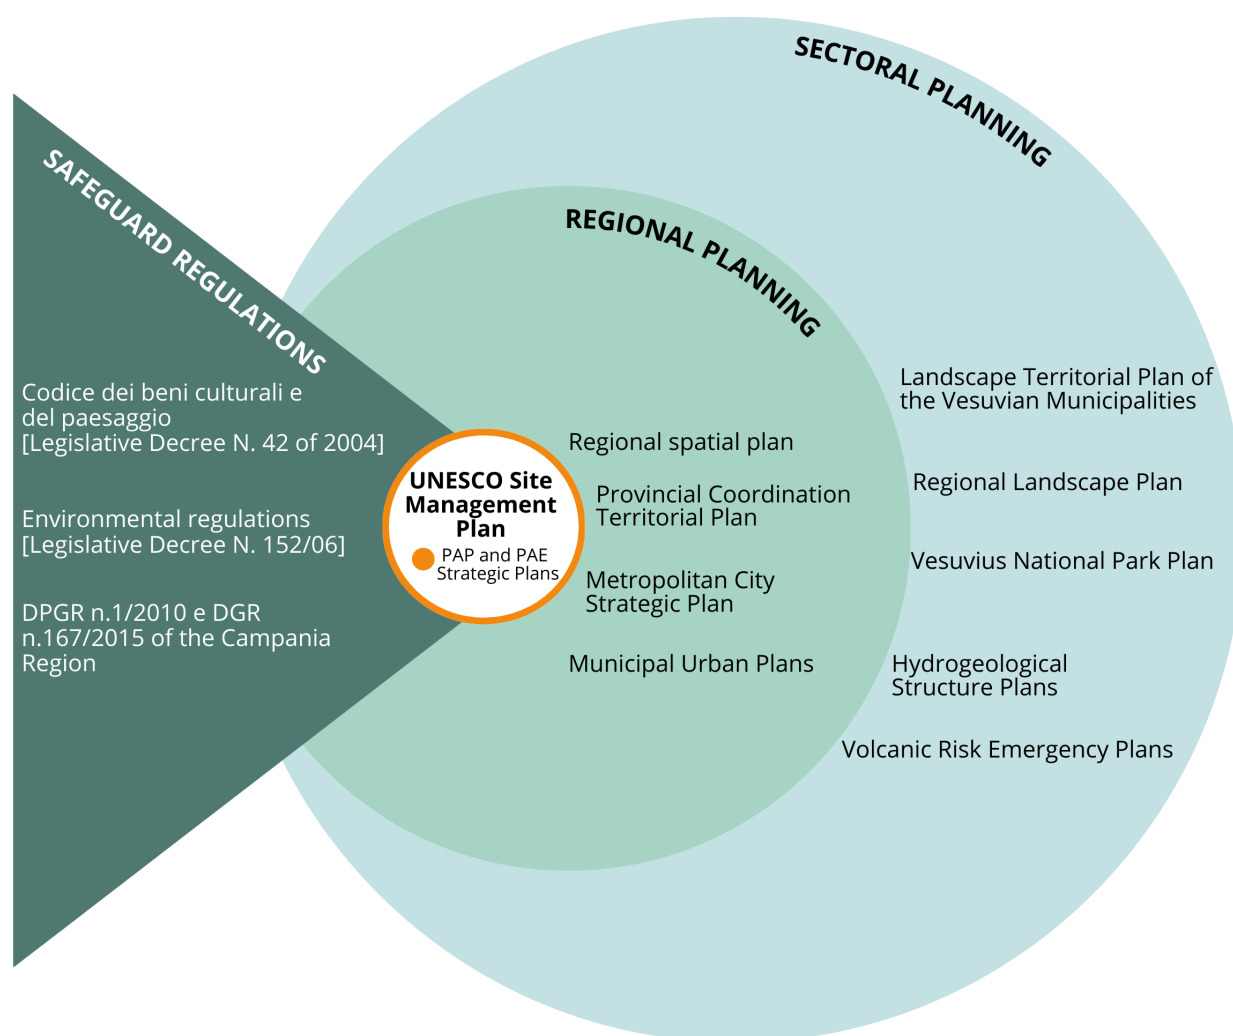 SECTORAL PLANNING
REGIONAL PLANNING
SAFEGUARD REGULATIONS
Codice dei beni culturali e
del paesaggio
[Legislative Decree N. 42 of 2004]
Environmental regulations
[Legislative Decree N. 152/06]
DPGR n.1/2010 e DGR
n.167/2015 of the Campania
Region
UNESCO Site
Management
Plan
PAP and PAE
Strategic Plans
Regional spatial plan
Provincial Coordination
Territorial Plan
Metropolitan City
Strategic Plan
Municipal Urban Plans
Landscape Territorial Plan of
the Vesuvian Municipalities
Regional Landscape Plan
Vesuvius National Park Plan
Hydrogeological
Structure Plans
Volcanic Risk Emergency Plans